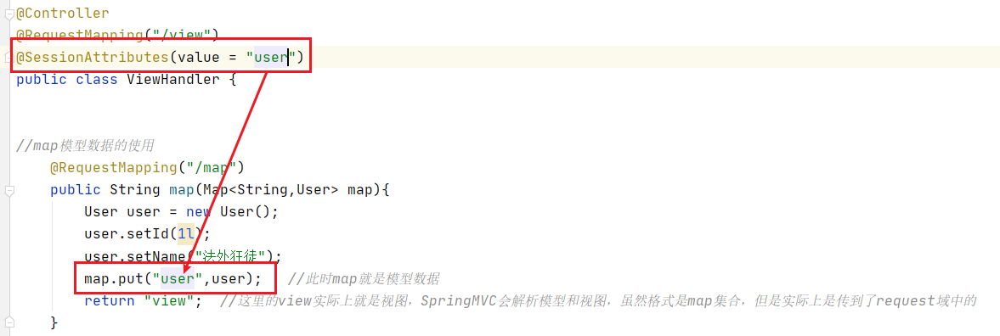 @Controller
@RequestMapping("/view")
@SessionAttributes(value = "user")
public class ViewHandler {
//map模型数据的使用
@RequestMapping("/map")
public String map(Map<String,User> map){
User user = new User();
user.setId(1l);
user.setName("法外狂徒");
map.put("user",user); //此时map就是模型数据
return "view"; //这里的view实际上就是视图，SpringMVC会解析模型和视图，虽然格式是map集合，但是实际上是传到了request域中的
}